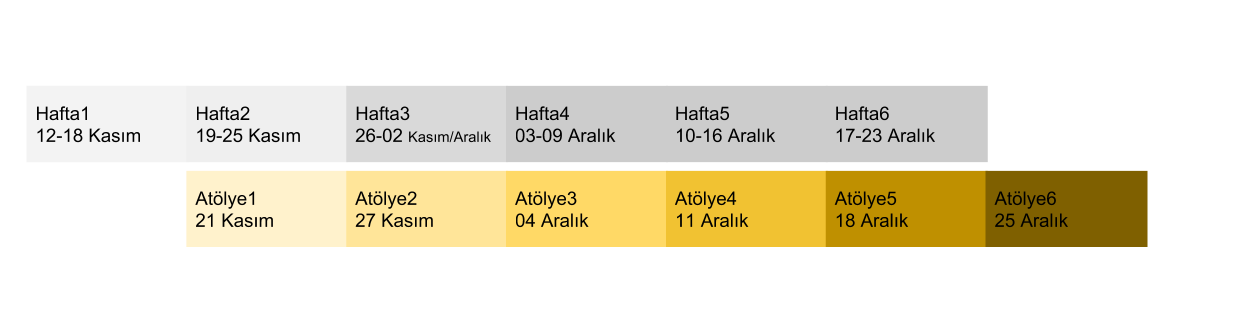 Hafta1
12-18 Kasım
Hafta2
19-25 Kasım
Hafta3
26-02 Kasım/Aralık
Hafta4
03-09 Aralık
Hafta5
10-16 Aralık
Hafta6
17-23 Aralık
Atölye1
21 Kasım
Atölye2
27 Kasım
Atölye3
04 Aralık
Atölye4
11 Aralık
Atölye5
18 Aralık
Atölye6
25 Aralık